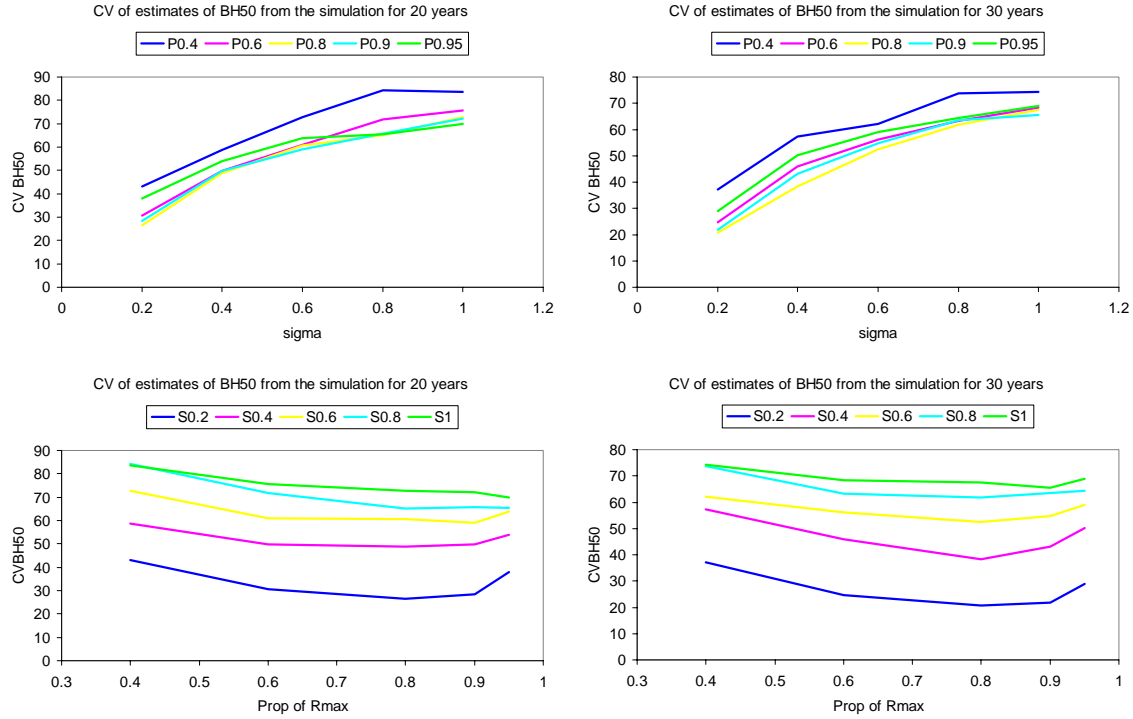 CV of estimates of BH50 from the simulation for 20 years
P0.4 P0.6 P0.8 P0.9 P0.95
90
80
70
60
50
40
30
20
10
0
CV BH50
0 0.2 0.4 0.6 0.8 1 1.2
sigma
CV of estimates of BH50 from the simulation for 30 years
P0.4 P0.6 P0.8 P0.9 P0.95
80
70
60
50
40
30
20
10
0
CV BH50
0 0.2 0.4 0.6 0.8 1 1.2
sigma
CV of estimates of BH50 from the simulation for 20 years
S0.2 S0.4 S0.6 S0.8 S1
90
80
70
60
50
40
30
20
10
0
CVBH50
0.3 0.4 0.5 0.6 0.7 0.8 0.9 1
Prop of Rmax
CV of estimates of BH50 from the simulation for 30 years
S0.2 S0.4 S0.6 S0.8 S1
80
70
60
50
40
30
20
10
0
CVBH50
0.3 0.4 0.5 0.6 0.7 0.8 0.9 1
Prop of Rmax